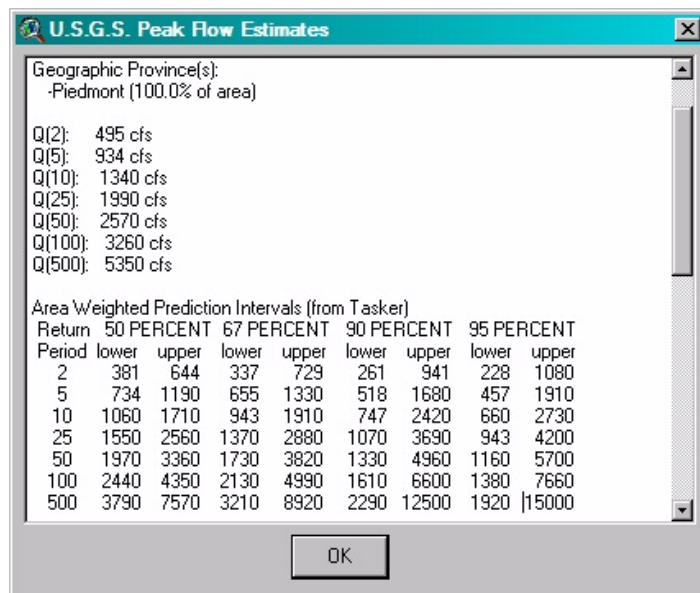 U.S.G.S. Peak Flow Estimates
Geographic Province(s):
-Piedmont (100.0% of area)
Q(2): 495 cfs
Q(5): 934 cfs
Q(10): 1340 cfs
Q(25): 1990 cfs
Q(50): 2570 cfs
Q(100): 3260 cfs
Q(500): 5350 cfs
Area Weighted Prediction Intervals (from Tasker)
Return 50 PERCENT 67 PERCENT 90 PERCENT 95 PERCENT
Period lower upper lower upper lower upper lower upper
2 381 644 337 729 261 941 228 1080
5 734 1190 655 1330 518 1680 457 1910
10 1060 1710 943 1910 747 2420 660 2730
25 1550 2560 1370 2880 1070 3690 943 4200
50 1970 3360 1730 3820 1330 4960 1160 5700
100 2440 4350 2130 4990 1610 6600 1380 7660
500 3790 7570 3210 8920 2290 12500 1920 15000
OK